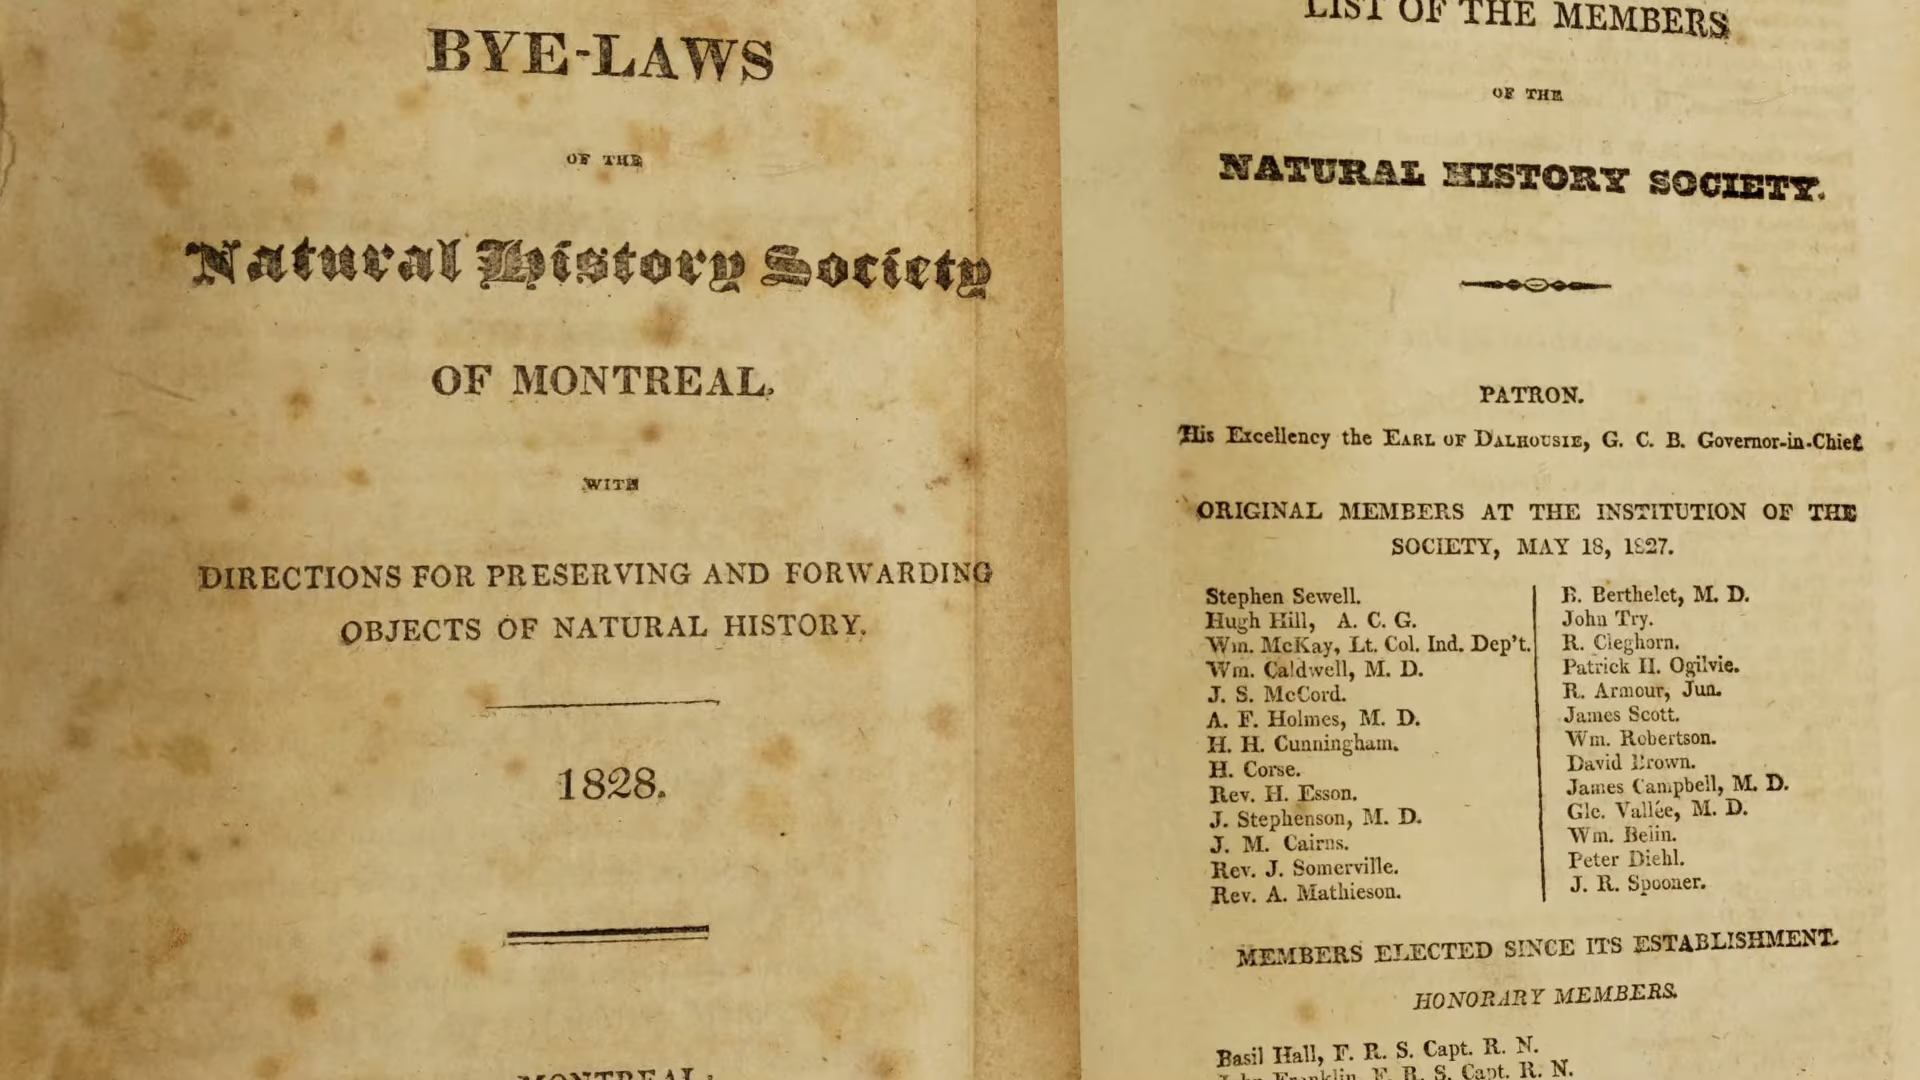 BYE-LAWS
OF THE
Natural History Society
OF MONTREAL,
WITH
DIRECTIONS FOR PRESERVING AND FORWARDING
OBJECTS OF NATURAL HISTORY.
1828.
MONTREAL:
LIST OF THE MEMBERS
OF THE
NATURAL HISTORY SOCIETY.
PATRON.
His Excellency the EARL OF DALHOUSIE, G. C. B. Governor-in-Chief
ORIGINAL MEMBERS AT THE INSTITUTION OF THE
SOCIETY, MAY 18, 1827.
Stephen Sewell.
Hugh Hill, A. C. G.
Wm. McKay, Lt. Col. Ind. Dep't.
Wm. Caldwell, M. D.
J. S. McCord.
A. F. Holmes, M. D.
H. H. Cunningham.
H. Corse.
Rev. H. Esson.
J. Stephenson, M. D.
J. M. Cairns.
Rev. J. Somerville.
Rev. A. Mathieson.
B. Berthelet, M. D.
John Try.
R. Cleghorn.
Patrick H. Ogilvie.
R. Armour, Jun.
James Scott.
Wm. Robertson.
David Brown.
James Campbell, M. D.
Gle. Vallée, M. D.
Wm.
Peter Diehl.
J. R. Spooner.
MEMBERS ELECTED SINCE ITS ESTABLISHMENT.
HONORARY MEMBERS.
Basil Hall, F. R. S. Capt. R. N.
John Franklin, F. R. S. Capt. R. N.